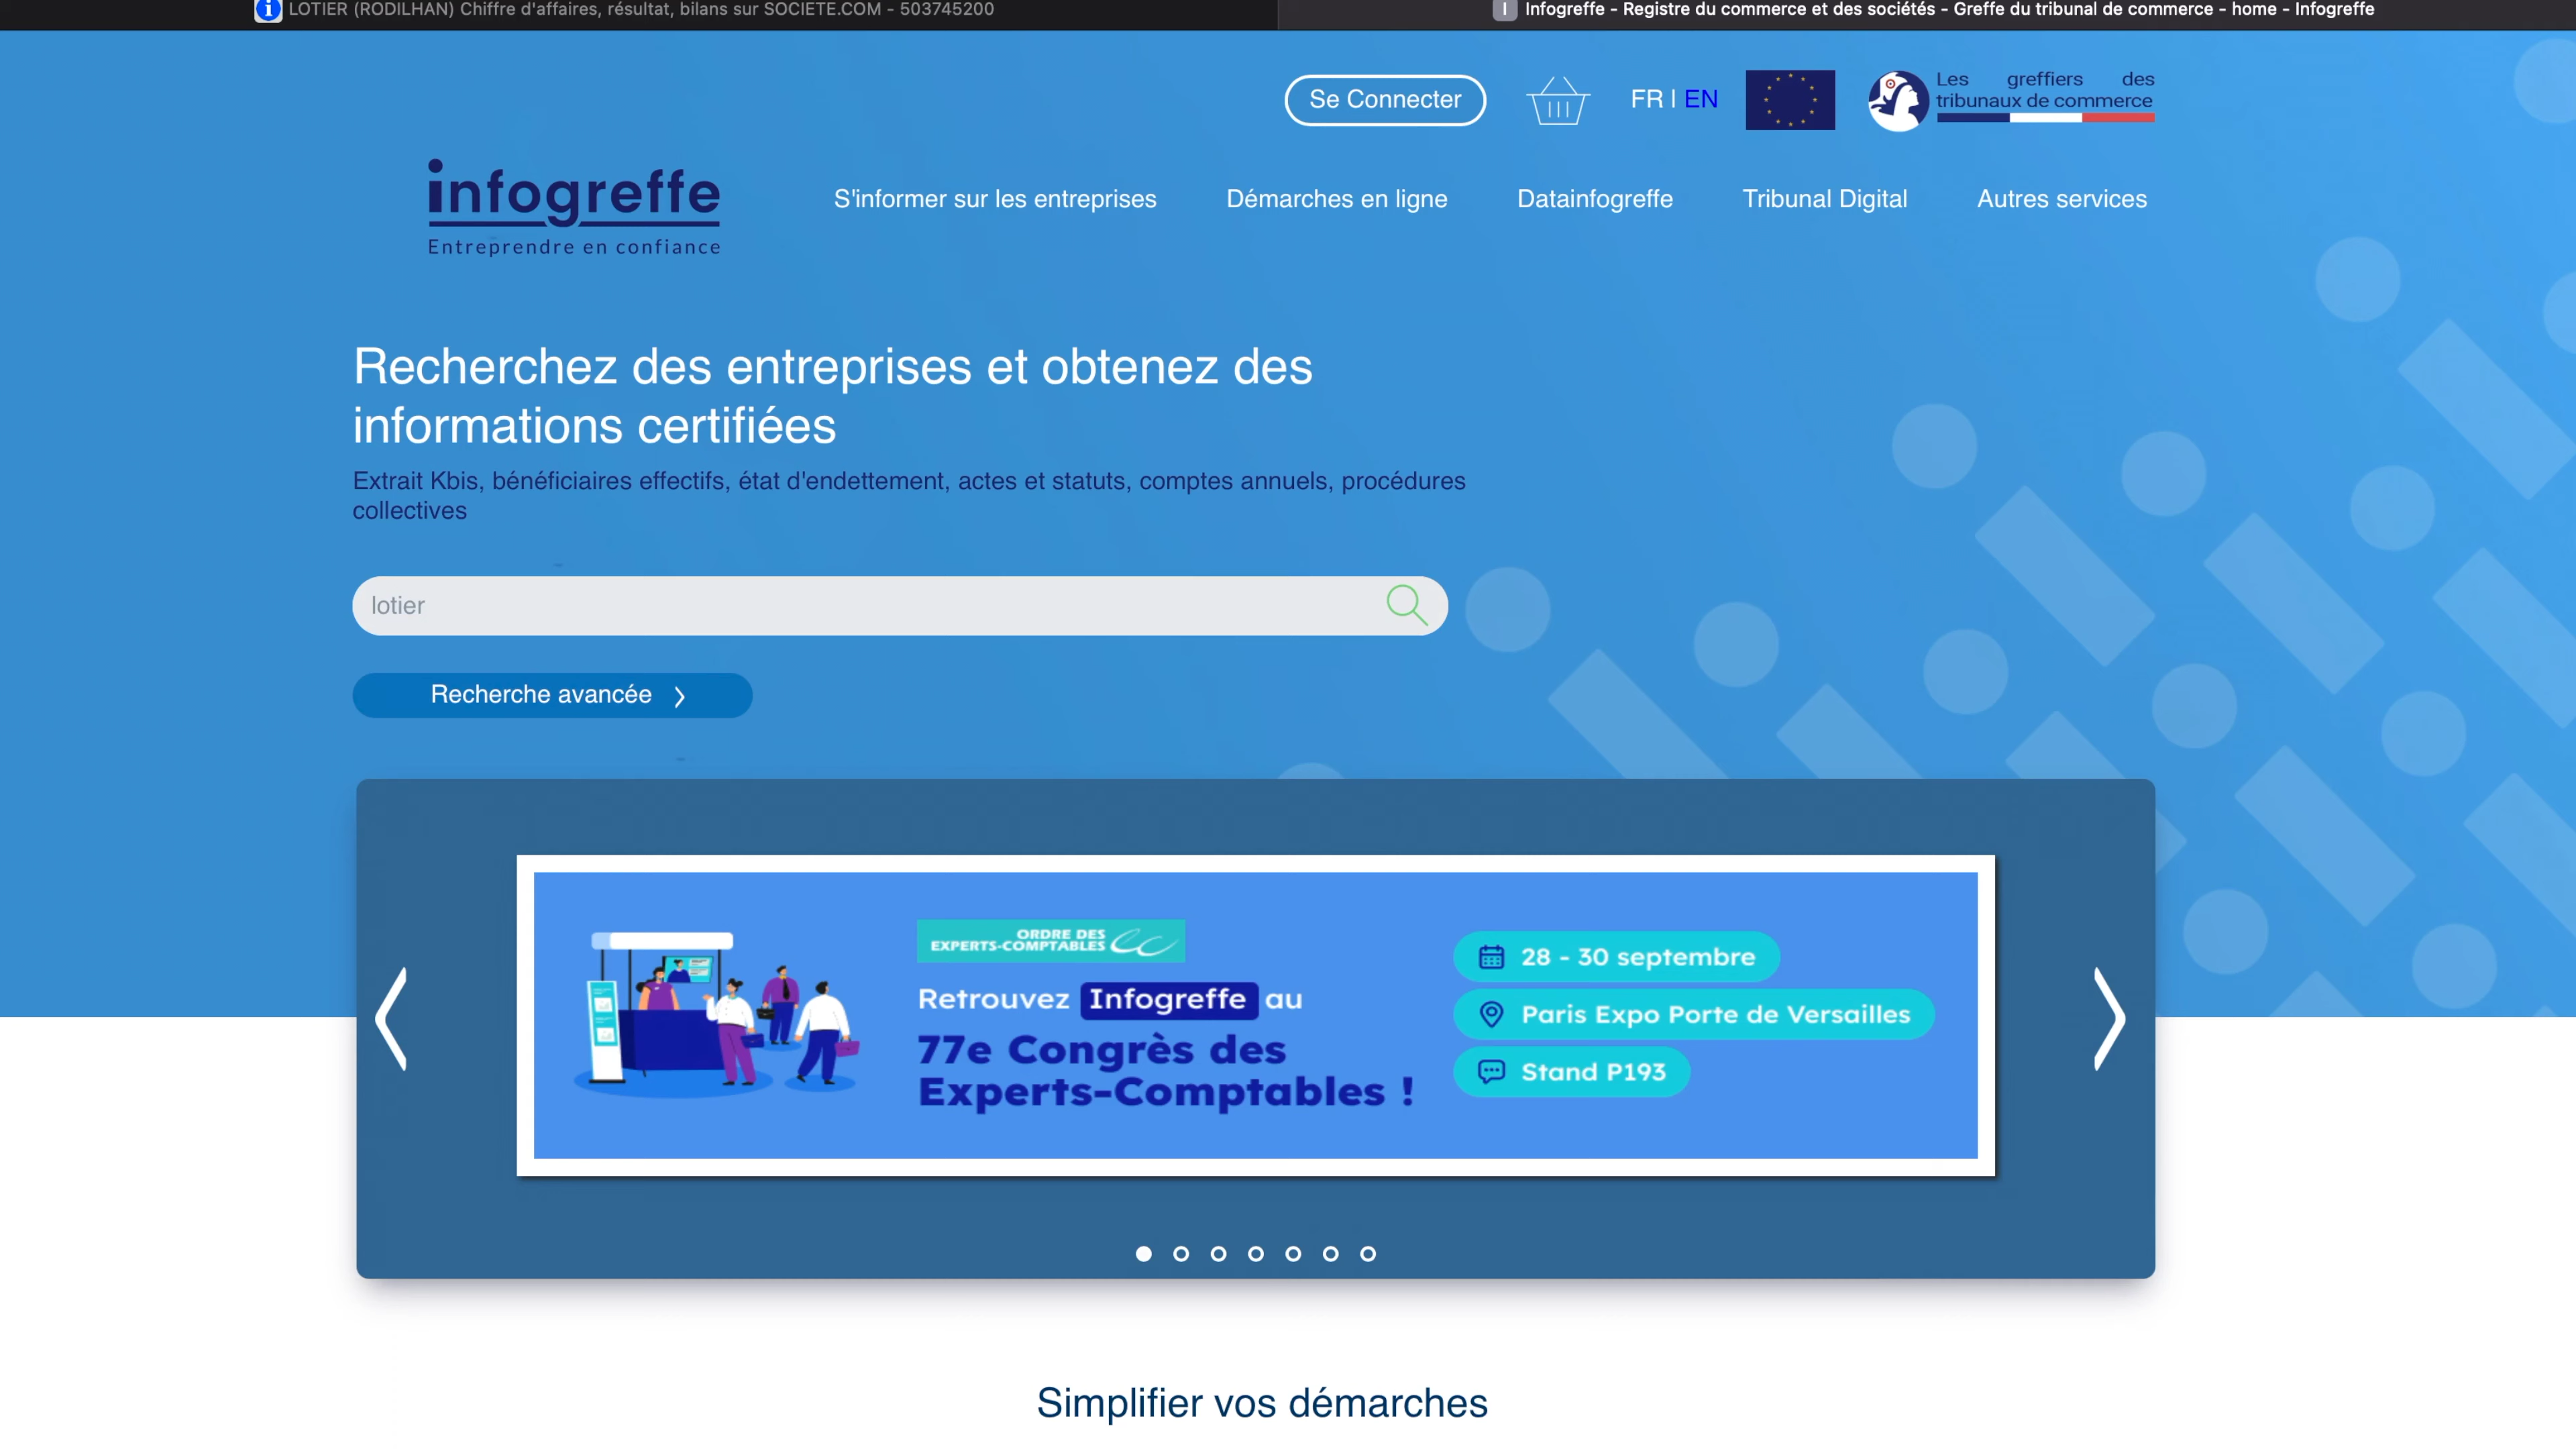 LOTIER (RODILHAN) Chiffre d'affaires, résultat, bilans sur SOCIETE.COM - 503745200
Infogreffe - Registre du commerce et des sociétés - Greffe du tribunal de commerce - home - Infogreffe
Se Connecter
FR | EN
Les greffiers des
tribunaux de commerce
infogreffe
Entreprendre en confiance
S'informer sur les entreprises
Démarches en ligne
Datainfogreffe
Tribunal Digital
Autres services
Recherchez des entreprises et obtenez des
informations certifiées
Extrait Kbis, bénéficiaires effectifs, état d'endettement, actes et statuts, comptes annuels, procédures
collectives
lotier
Recherche avancée
ORDRE DES
EXPERTS-COMPTABLES
Retrouvez Infogreffe au
77e Congrès des
Experts-Comptables !
28 - 30 septembre
Paris Expo Porte de Versailles
Stand P193
Simplifier vos démarches